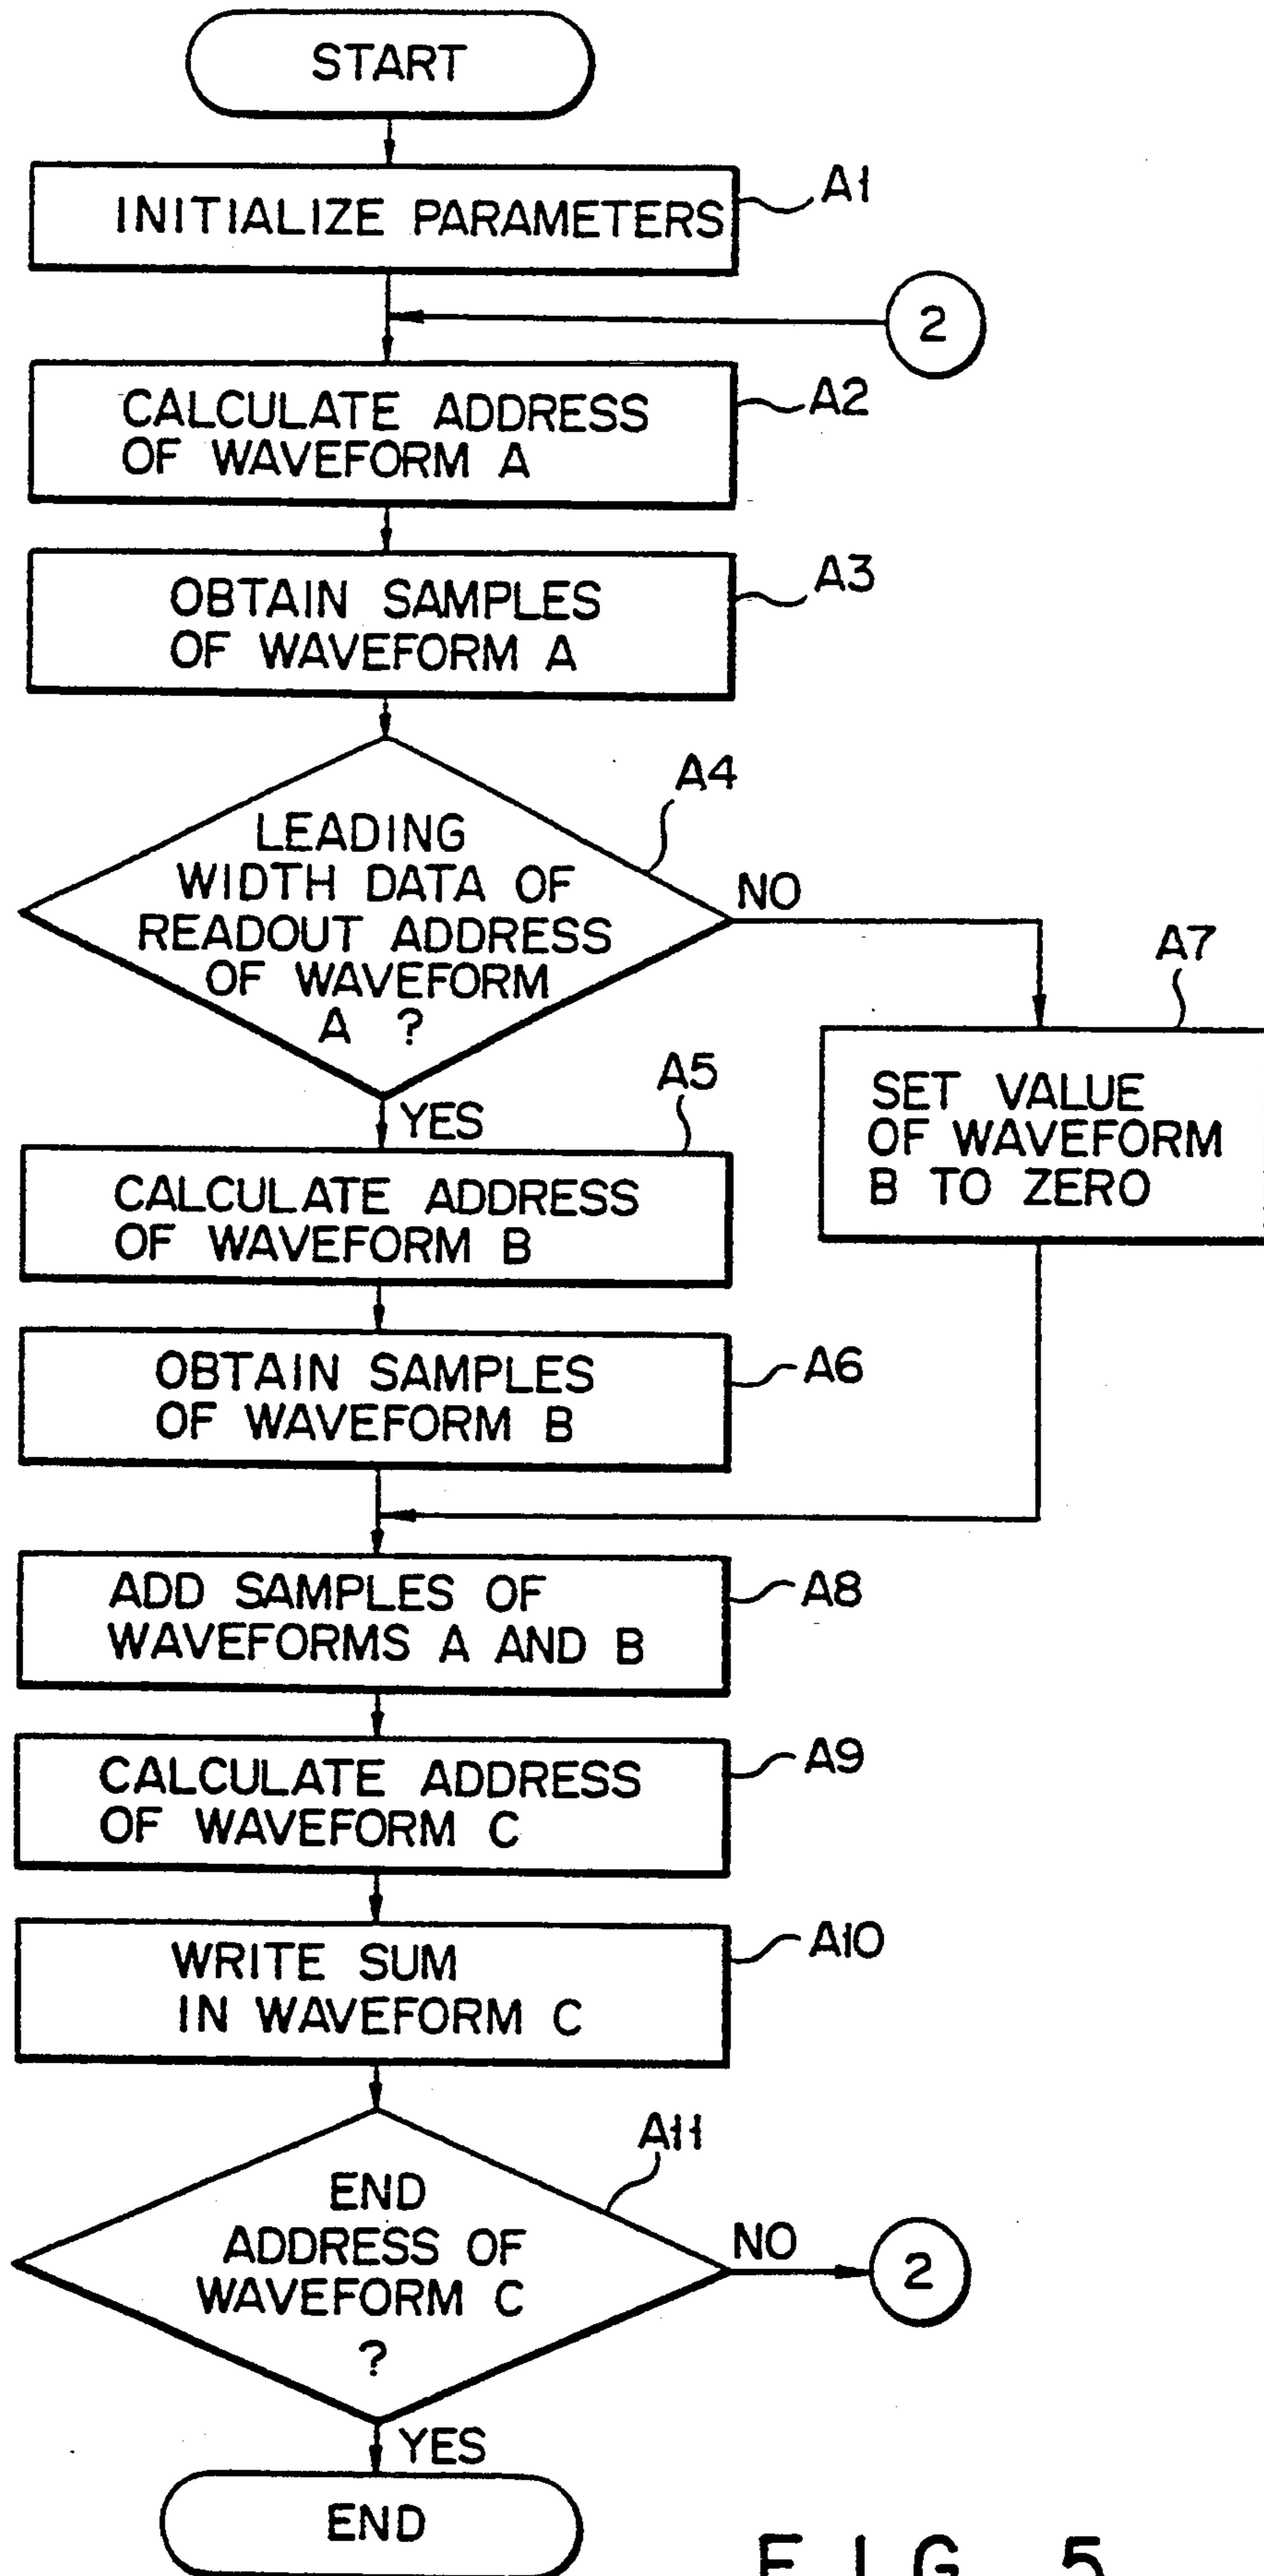 START
INITIALIZE PARAMETERS
A1
2
CALCULATE ADDRESS
OF WAVEFORM A
A2
OBTAIN SAMPLES
OF WAVEFORM A
A3
LEADING
WIDTH DATA OF
READOUT ADDRESS
OF WAVEFORM
A ?
A4
NO
A7
SET VALUE
OF WAVEFORM
B TO ZERO
YES
A5
CALCULATE ADDRESS
OF WAVEFORM B
OBTAIN SAMPLES
OF WAVEFORM B
A6
ADD SAMPLES OF
WAVEFORMS A AND B
A8
CALCULATE ADDRESS
OF WAVEFORM C
A9
WRITE SUM
IN WAVEFORM C
A10
END
ADDRESS OF
WAVEFORM C
?
A11
NO
2
YES
END
FIG. 5